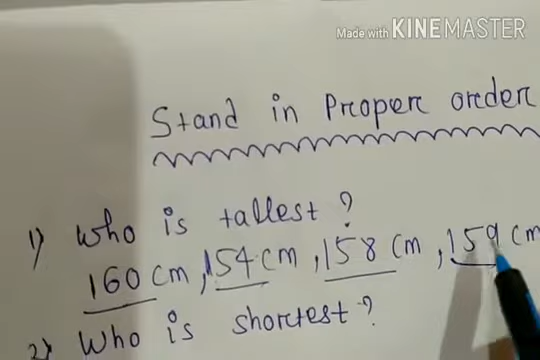 Made with KINEMASTER
Stand in Proper order
1) Who is tallest ?
160 cm, 154 cm, 158 cm, 159 cm
2) Who is shortest ?